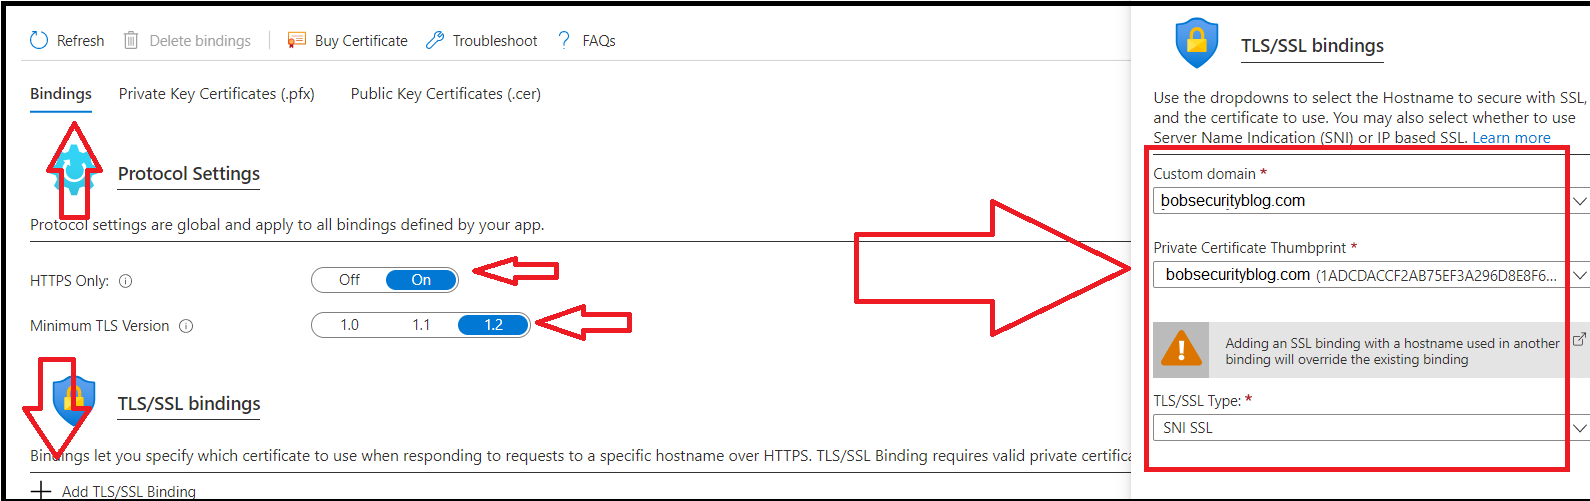 Refresh
Delete bindings
Buy Certificate
Troubleshoot
FAQs
Bindings
Private Key Certificates (.pfx)
Public Key Certificates (.cer)
Protocol Settings
Protocol settings are global and apply to all bindings defined by your app.
HTTPS Only:
Off
On
Minimum TLS Version
1.0
1.1
1.2
TLS/SSL bindings
Bindings let you specify which certificate to use when responding to requests to a specific hostname over HTTPS. TLS/SSL Binding requires valid private certifica
Add TLS/SSL Binding
TLS/SSL bindings
Use the dropdowns to select the Hostname to secure with SSL,
and the certificate to use. You may also select whether to use
Server Name Indication (SNI) or IP based SSL. Learn more
Custom domain *
bobsecurityblog.com
Private Certificate Thumbprint *
bobsecurityblog.com (1ADCDACCF2AB75EF3A296D8E8F6...
Adding an SSL binding with a hostname used in another
binding will override the existing binding
TLS/SSL Type: *
SNI SSL